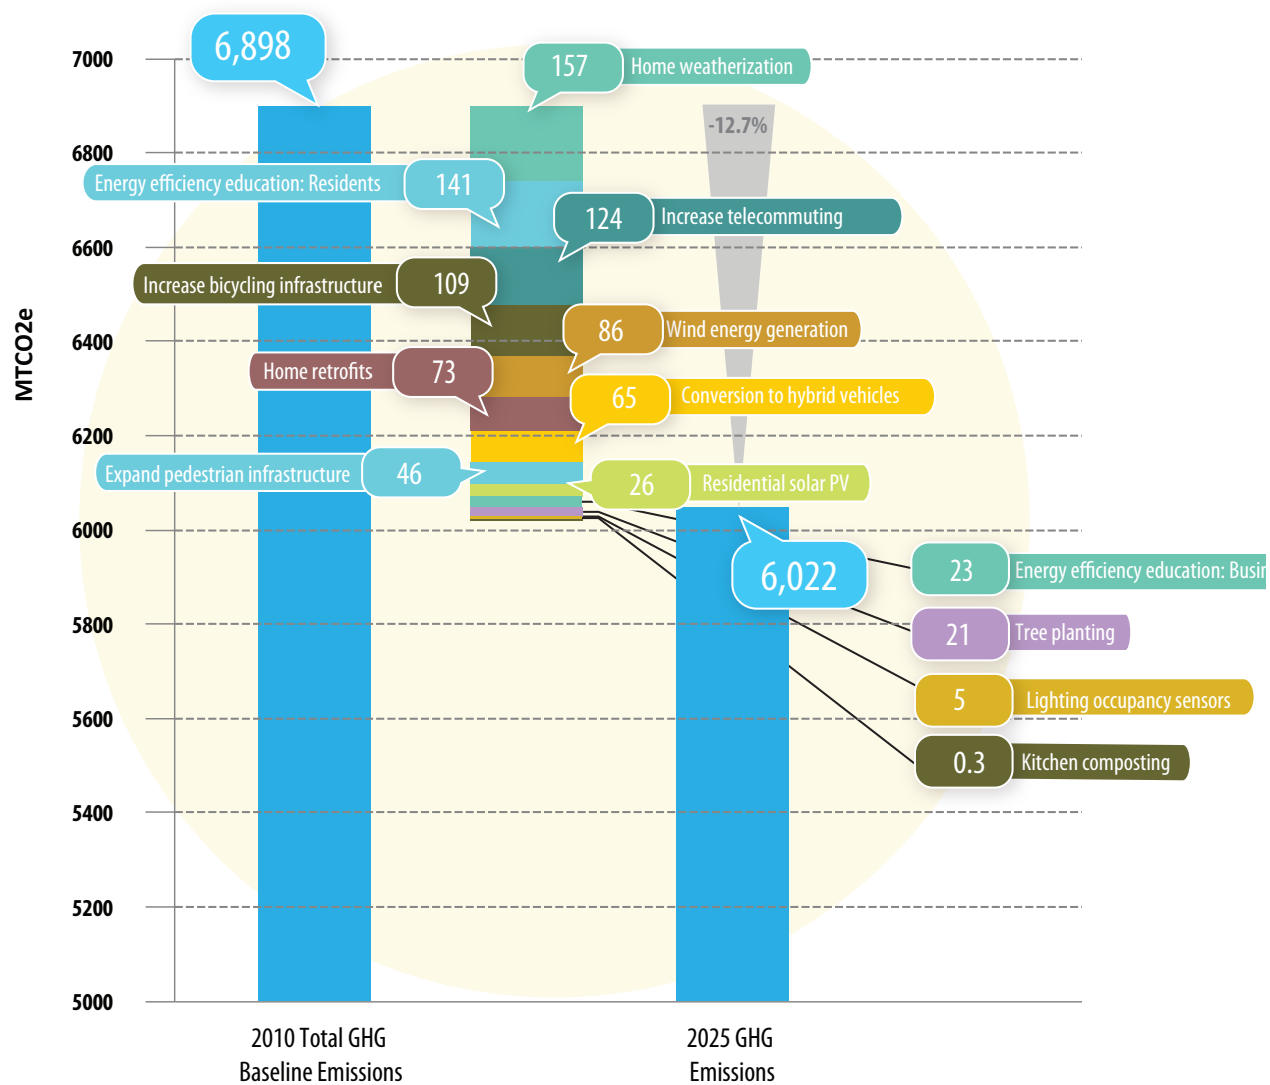 6,898
7000
157 Home weatherization
-12.7%
6800
Energy efficiency education: Residents 141
124 Increase telecommuting
6600
Increase bicycling infrastructure 109
86 Wind energy generation
6400
MTCO2e
Home retrofits 73
65 Conversion to hybrid vehicles
6200
Expand pedestrian infrastructure 46
26 Residential solar PV
6000
6,022
23 Energy efficiency education:
5800
21 Tree planting
5 Lighting occupancy sensors
5600
0.3 Kitchen composting
5400
5200
5000
2010 Total GHG
Baseline Emissions
2025 GHG
Emissions